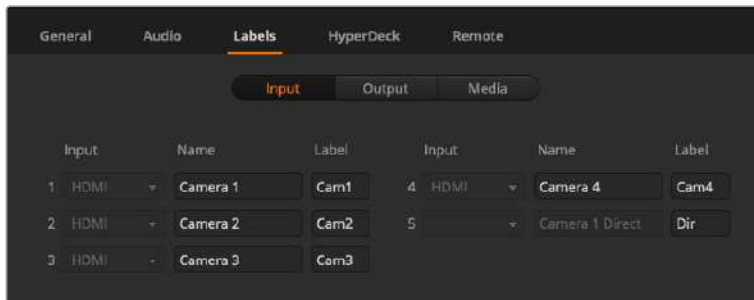 General Audio Labels HyperDeck Remote
Input Output Media
Input Name Label Input Name Label
1 HDMI Camera 1 Cam1 4 HDMI Camera 4 Cam4
2 HDMI Camera 2 Cam2 5 Camera 1 Direct Dir
3 HDMI Camera 3 Cam3